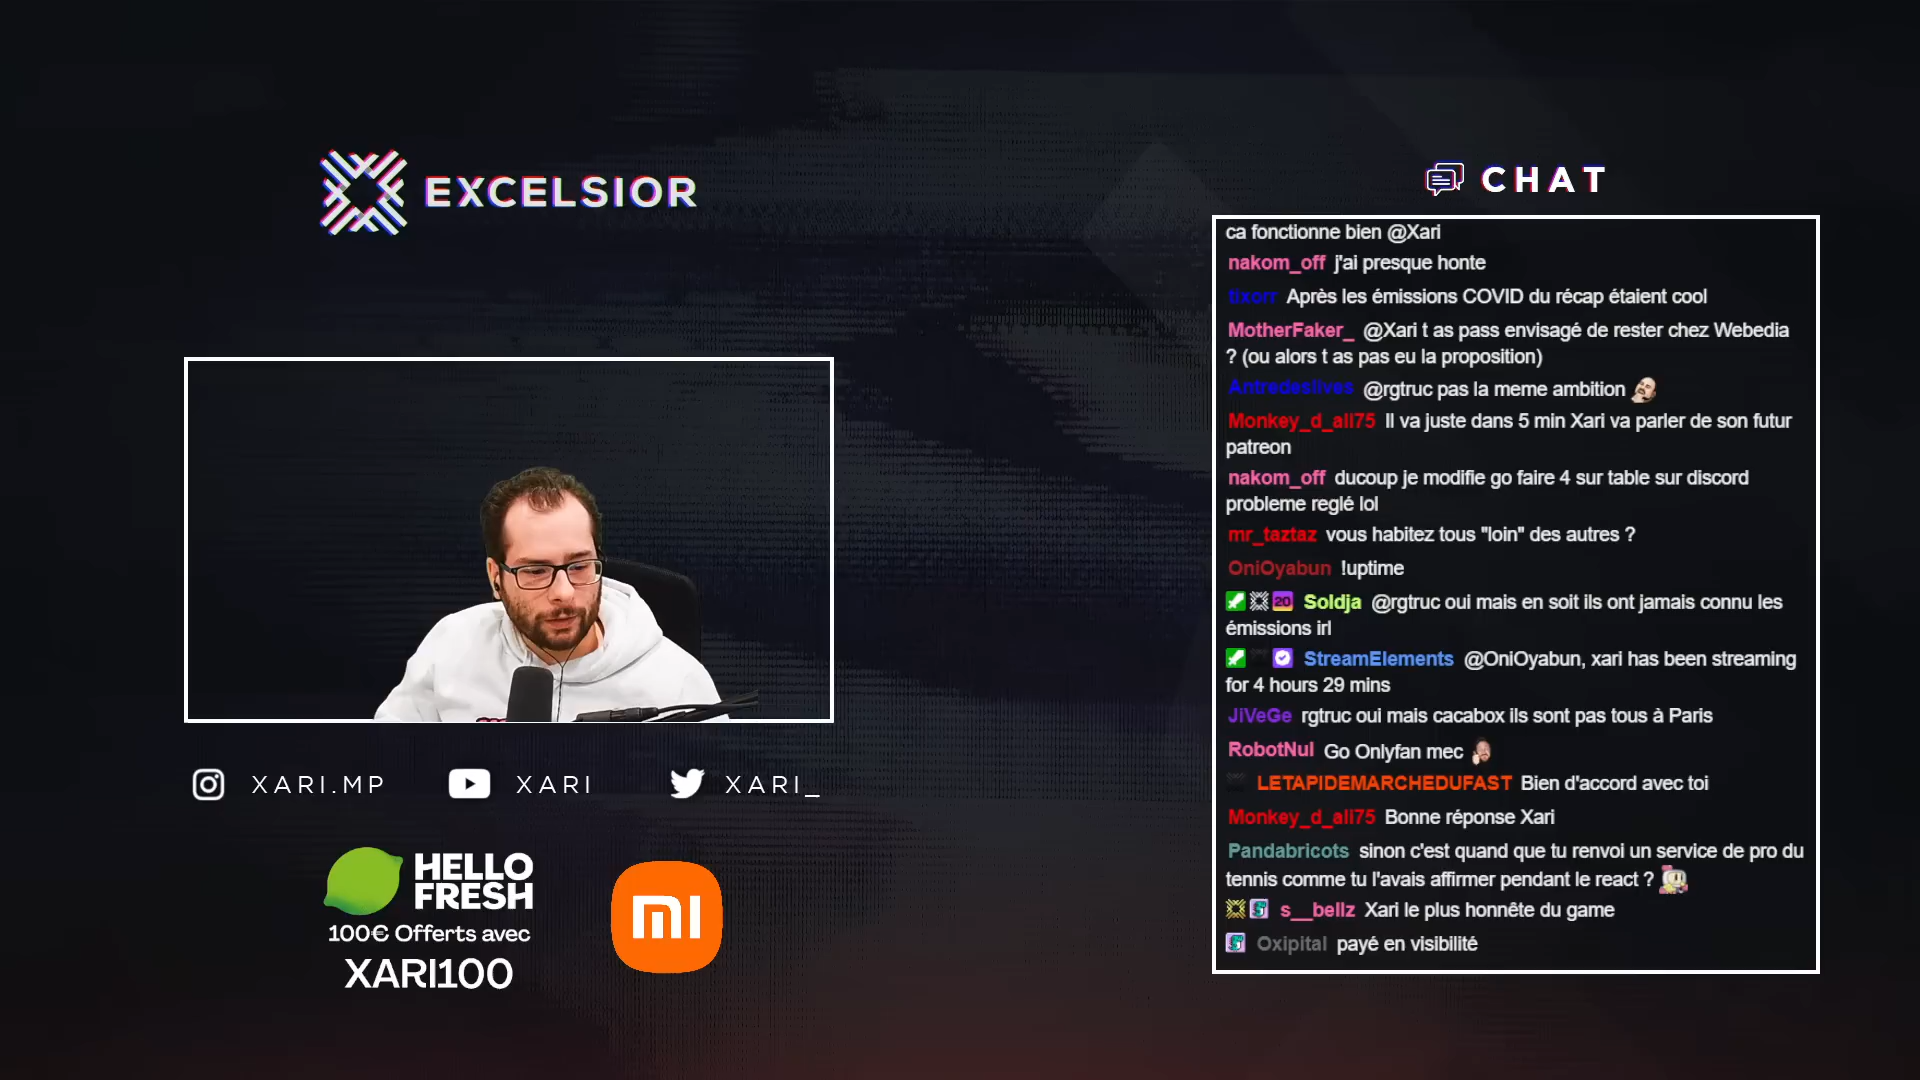 EXCELSIOR
CHAT
ca fonctionne bien @Xari
nakom_off j'ai presque honte
tixorr Après les émissions COVID du récap étaient cool
MotherFaker_ @Xari t as pass envisagé de rester chez Webedia
? (ou alors t as pas eu la proposition)
Antredeslives @rgtruc pas la meme ambition
Monkey_d_ali75 Il va juste dans 5 min Xari va parler de son futur
patreon
nakom_off ducoup je modifie go faire 4 sur table sur discord
probleme reglé lol
mr_taztaz vous habitez tous "loin" des autres ?
OniOyabun !uptime
20 Soldja @rgtruc oui mais en soit ils ont jamais connu les
émissions irl
StreamElements @OniOyabun, xari has been streaming
for 4 hours 29 mins
JiVeGe rgtruc oui mais cacabox ils sont pas tous à Paris
RobotNul Go Onlyfan mec
LETAPIDEMARCHEDUFAST Bien d'accord avec toi
Monkey_d_ali75 Bonne réponse Xari
Pandabricots sinon c'est quand que tu renvoi un service de pro du
tennis comme tu l'avais affirmer pendant le react ?
s__bellz Xari le plus honnête du game
Oxipital payé en visibilité
XARI.MP
XARI
XARI_
HELLO
FRESH
100€ Offerts avec
XARI100
mi